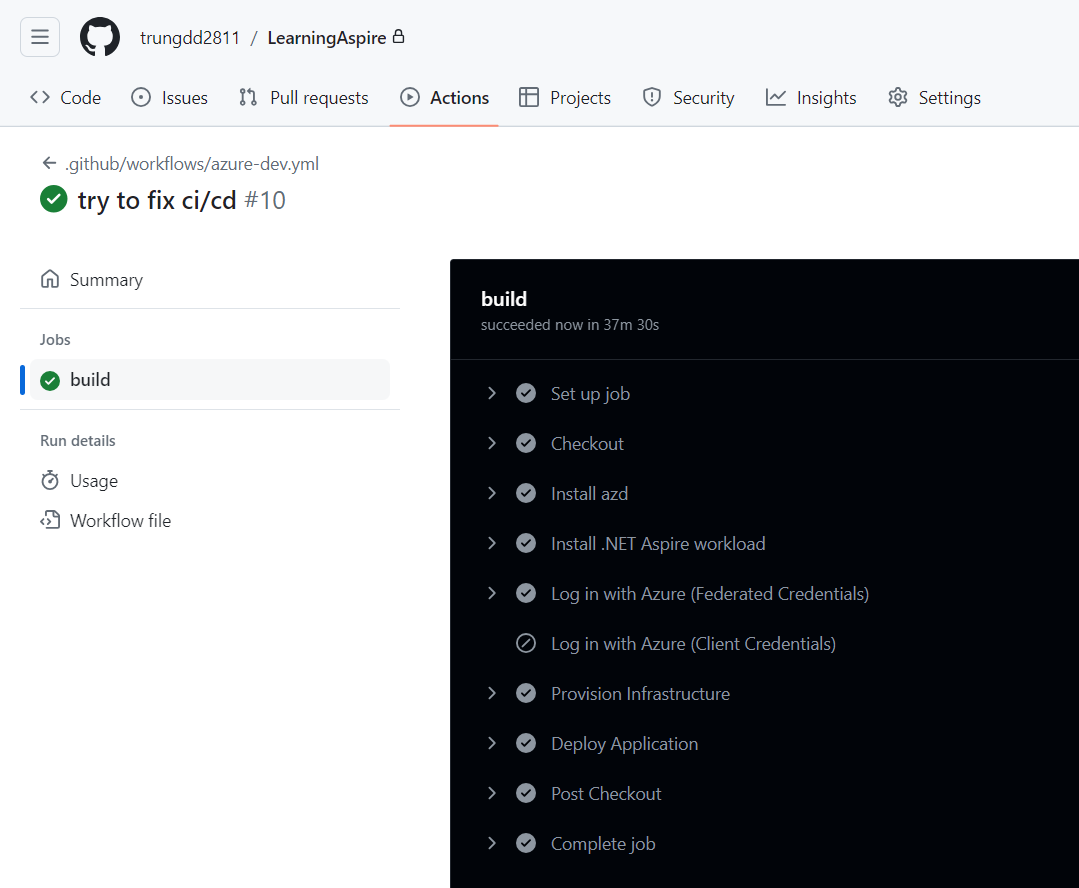 trungdd2811 / LearningAspire
Code Issues Pull requests Actions Projects Security Insights Settings
.github/workflows/azure-dev.yml
try to fix ci/cd #10
Summary
Jobs
build
Run details
Usage
Workflow file
build
succeeded now in 37m 30s
Set up job
Checkout
Install azd
Install .NET Aspire workload
Log in with Azure (Federated Credentials)
Log in with Azure (Client Credentials)
Provision Infrastructure
Deploy Application
Post Checkout
Complete job